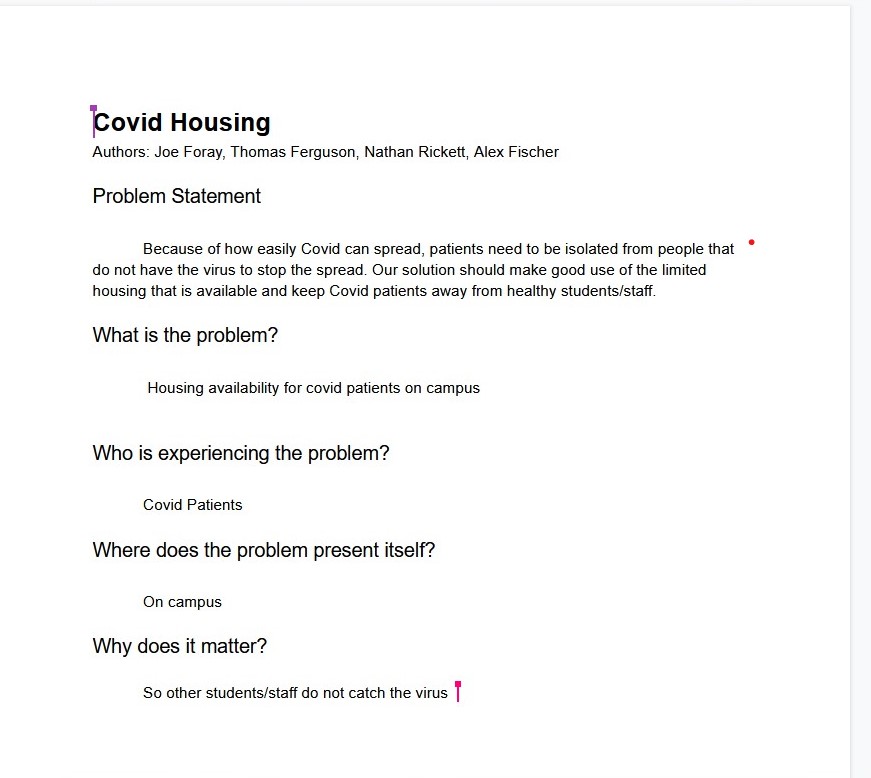 Covid Housing
Authors: Joe Foray, Thomas Ferguson, Nathan Rickett, Alex Fischer
Problem Statement
Because of how easily Covid can spread, patients need to be isolated from people that
do not have the virus to stop the spread. Our solution should make good use of the limited
housing that is available and keep Covid patients away from healthy students/staff.
What is the problem?
Housing availability for covid patients on campus
Who is experiencing the problem?
Covid Patients
Where does the problem present itself?
On campus
Why does it matter?
So other students/staff do not catch the virus